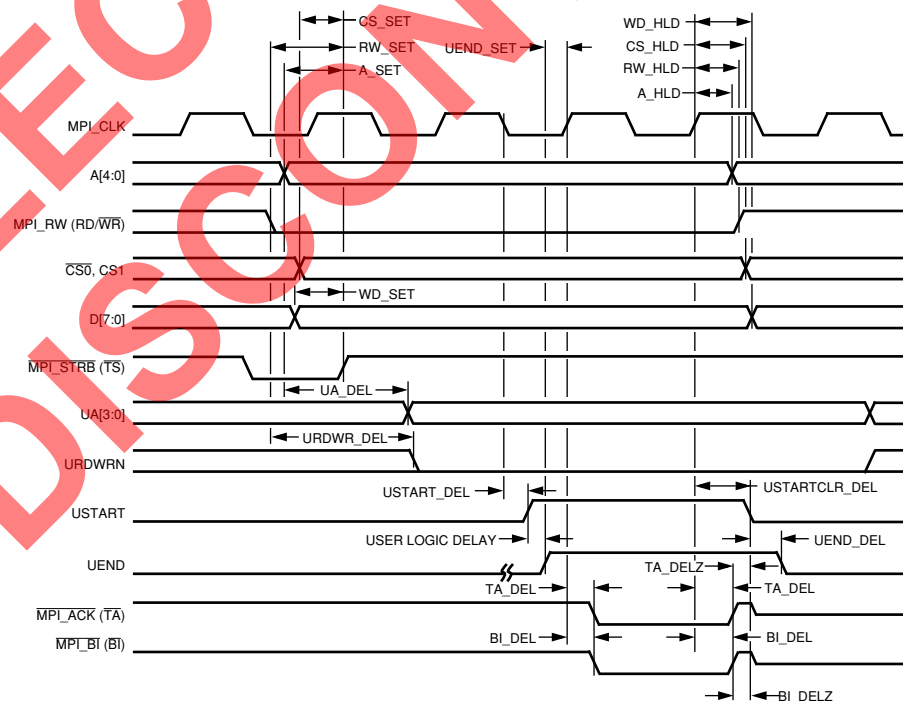 CS_SET
WD_HLD
RW_SET
UEND_SET
CS_HLD
A_SET
RW_HLD
A_HLD
MPI_CLK
A[4:0]
MPI_RW (RD/WR)
CS0, CS1
WD_SET
D[7:0]
MPI_STRB (TS)
UA_DEL
UA[3:0]
URDWR_DEL
URDWRN
USTART_DEL
USTARTCLR_DEL
USTART
USER LOGIC DELAY
UEND_DEL
UEND
TA_DELZ
TA_DEL
TA_DEL
MPI_ACK (TA)
BI_DEL
BI_DEL
MPI_BI (BI)
BI_DELZ
DISCON